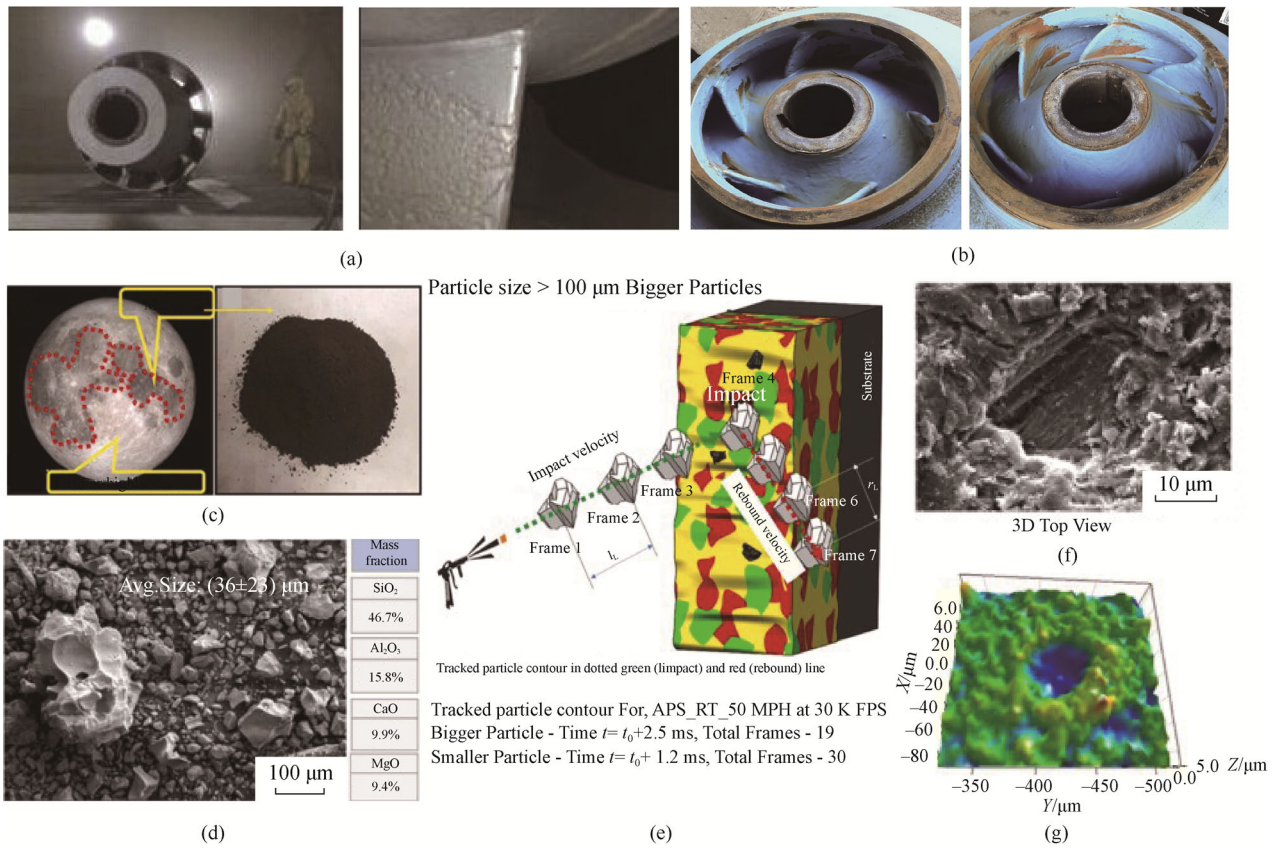 (a)
(b)
Particle size > 100 μm Bigger Particles
Substrate
Frame 4
Impact
Impact velocity
Frame 3
Frame 2
Frame 1
lL
Rebound velocity
rL
Frame 6
Frame 7
Tracked particle contour in dotted green (limpact) and red (rebound) line
(c)
10 μm
3D Top View
(f)
Avg.Size: (36±23) μm
100 μm
Mass
fraction
SiO₂
46.7%
Al₂O₃
15.8%
CaO
9.9%
MgO
9.4%
(d)
Tracked particle contour For, APS_RT_50 MPH at 30 K FPS
Bigger Particle - Time t= t₀+2.5 ms, Total Frames - 19
Smaller Particle - Time t= t₀+ 1.2 ms, Total Frames - 30
(e)
6.0
40
20
0.0
−20
−40
−60
−80
X/μm
−350
−400
−450
−500
Y/μm
5.0
0.0
Z/μm
(g)